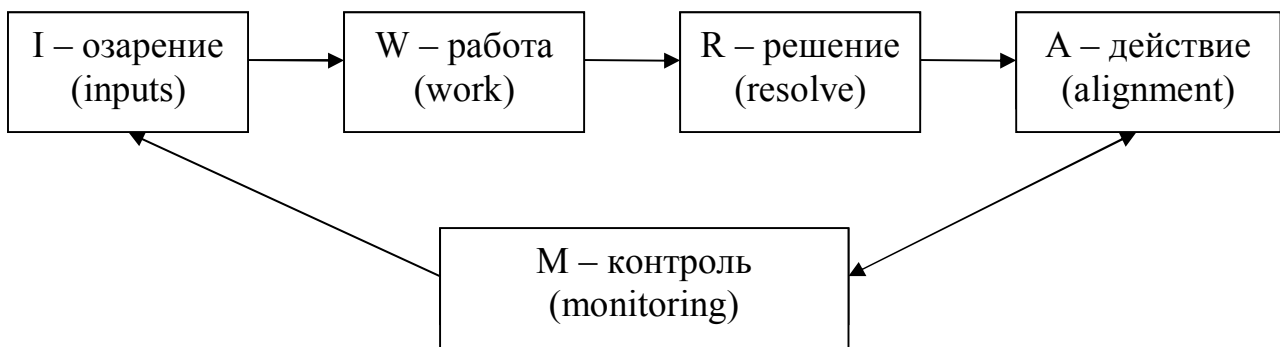 I – озарение
(inputs)
W – работа
(work)
R – решение
(resolve)
A – действие
(alignment)
M – контроль
(monitoring)